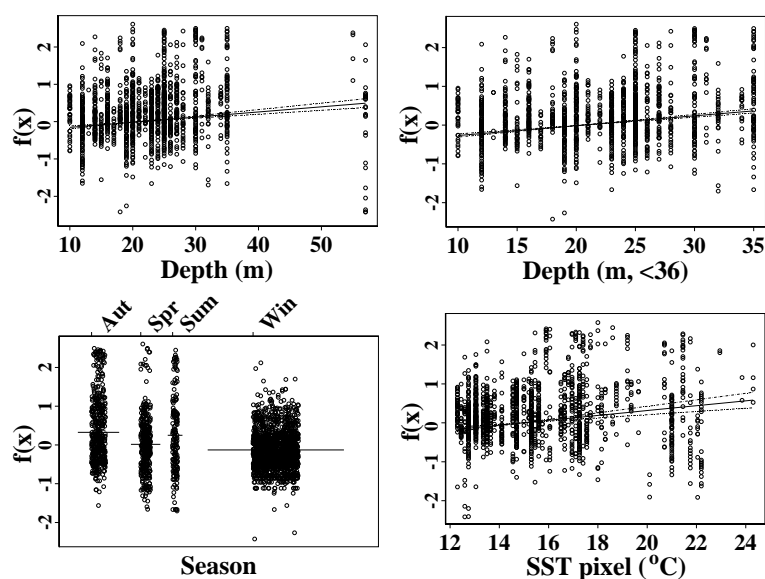 f(x)
2
1
0
-1
-2
10 20 30 40 50
Depth (m)
f(x)
2
1
0
-1
-2
10 15 20 25 30 35
Depth (m, <36)
Aut Spr Sum Win
f(x)
2
1
0
-1
-2
Season
f(x)
2
1
0
-1
-2
12 14 16 18 20 22 24
SST pixel (°C)